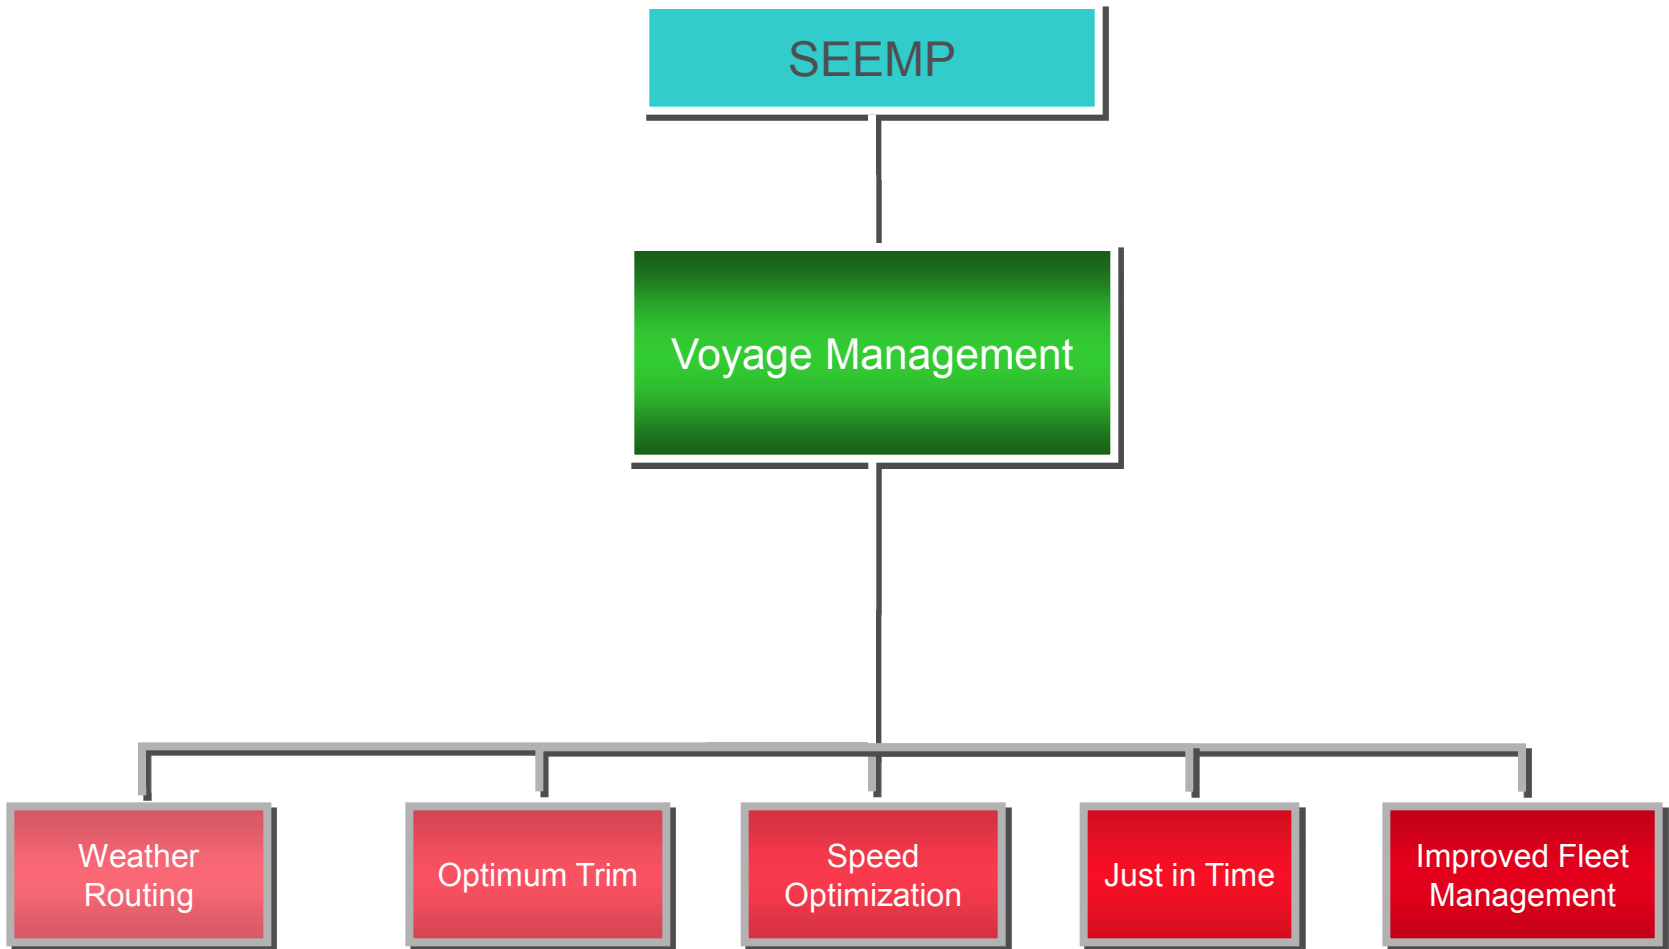 SEEMP
Voyage Management
Weather
Routing
Optimum Trim
Speed
Optimization
Just in Time
Improved Fleet
Management